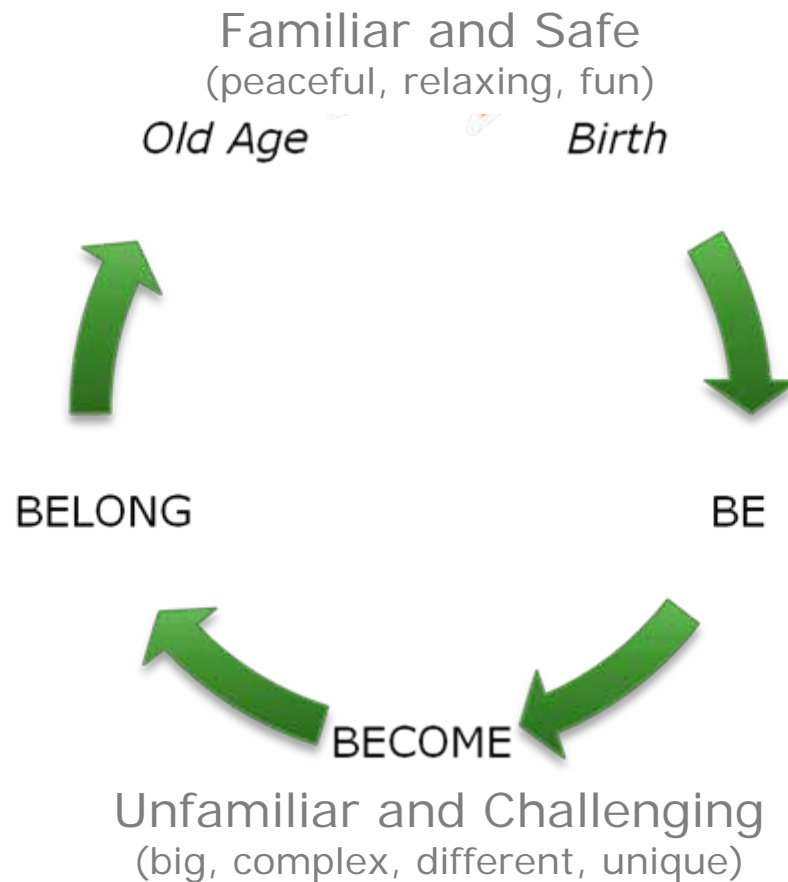 Familiar and Safe
(peaceful, relaxing, fun)
Old Age Birth
BELONG BE
BECOME
Unfamiliar and Challenging
(big, complex, different, unique)